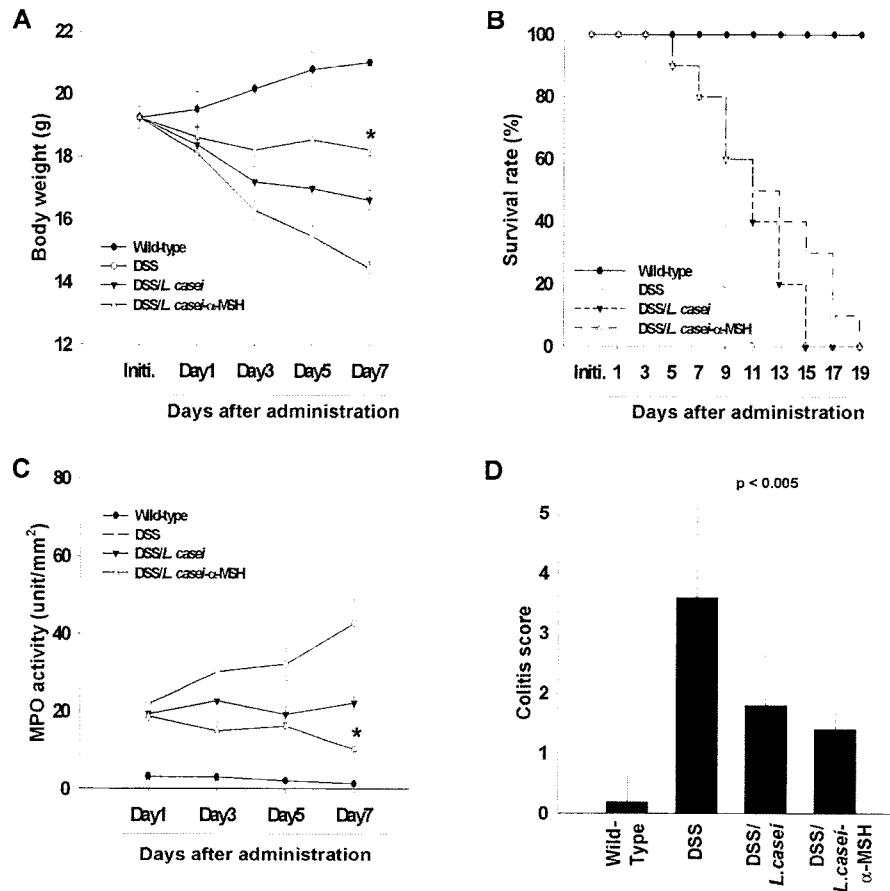 A
22
20
18
16
14
12
Body weight (g)
*
Wild-type
DSS
DSS/L. casei
DSS/L. casei-α-MSH
Initi. Day1 Day3 Day5 Day7
Days after administration
B
100
80
60
40
20
0
Survival rate (%)
Wild-type
DSS
DSS/L. casei
DSS/L. casei-α-MSH
Initi. 1 3 5 7 9 11 13 15 17 19
Days after administration
C
80
60
40
20
0
MPO activity (unit/mm²)
Wild-type
DSS
DSS/L. casei
DSS/L. casei-α-MSH
*
Day1 Day3 Day5 Day7
Days after administration
D
p < 0.005
5
4
3
2
1
0
Colitis score
Wild-
Type
DSS
DSS/
L.casei
DSS/
L.casei-
α-MSH